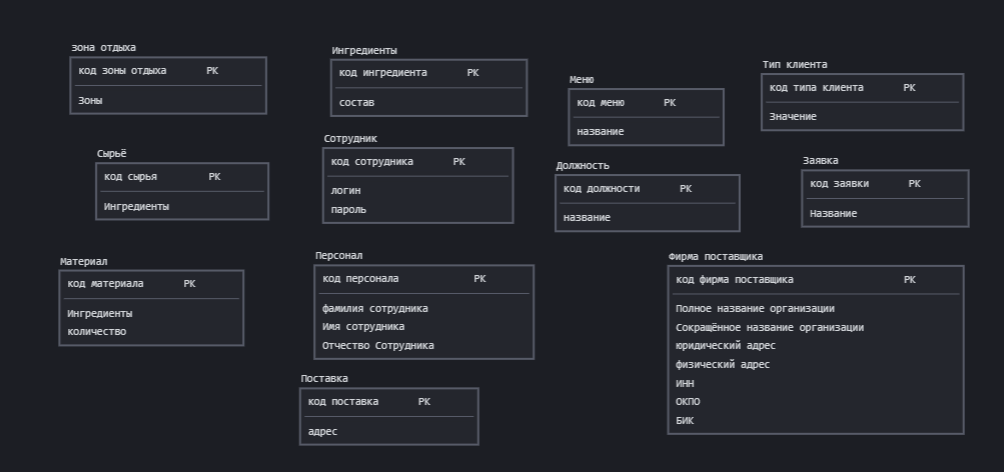 зона отдыха
код зоны отдыха PK
Зоны
Ингредиенты
код ингредиента PK
состав
Меню
код меню PK
название
Тип клиента
код типа клиента PK
Значение
Сырьё
код сырья PK
Ингредиенты
Сотрудник
код сотрудника PK
логин
пароль
Должность
код должности PK
название
Заявка
код заявки PK
Название
Материал
код материала PK
Ингредиенты
количество
Персонал
код персонала PK
фамилия сотрудника
Имя сотрудника
Отчество Сотрудника
Фирма поставщика
код фирма поставщика PK
Полное название организации
Сокращённое название организации
юридический адрес
физический адрес
ИНН
ОКПО
БИК
Поставка
код поставка PK
адрес